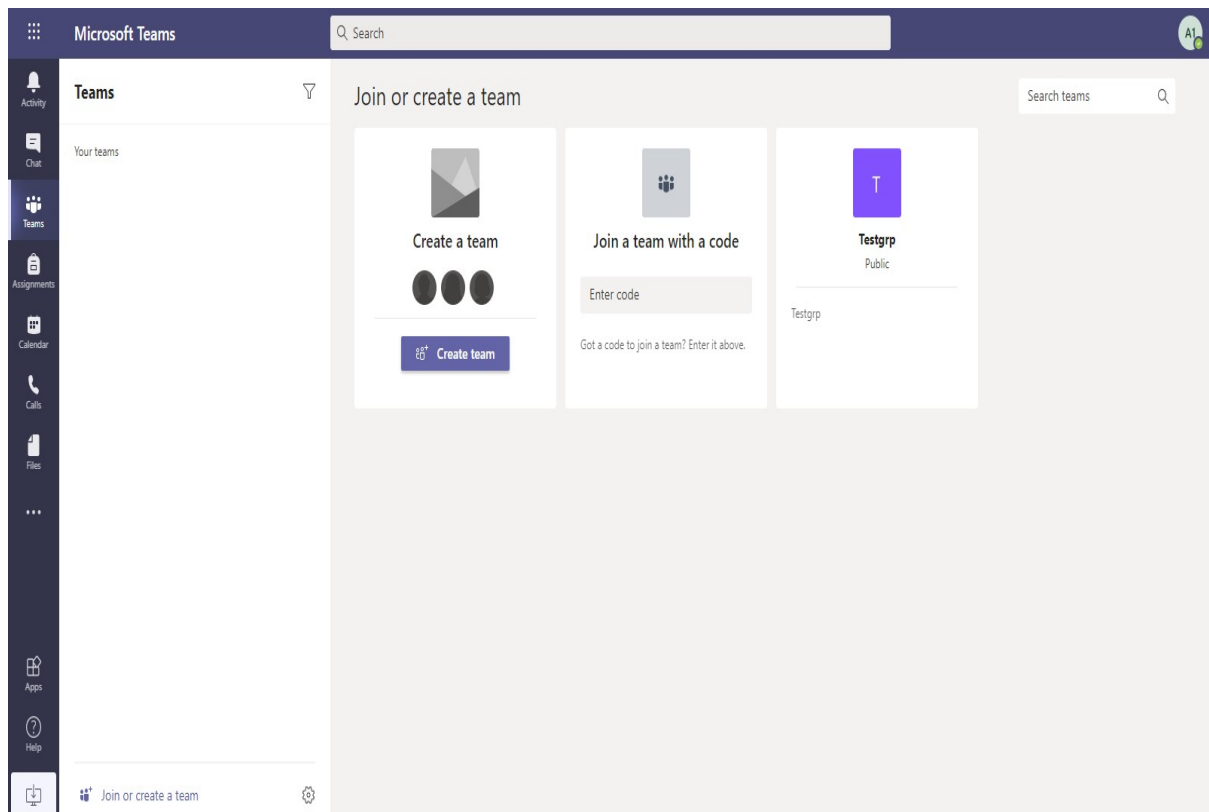 Microsoft Teams
Search
A1
Activity
Chat
Teams
Assignments
Calendar
Calls
Files
Apps
Help
Teams
Your teams
Join or create a team
Join or create a team
Search teams
Create a team
Create team
Join a team with a code
Enter code
Got a code to join a team? Enter it above.
T
Testgrp
Public
Testgrp